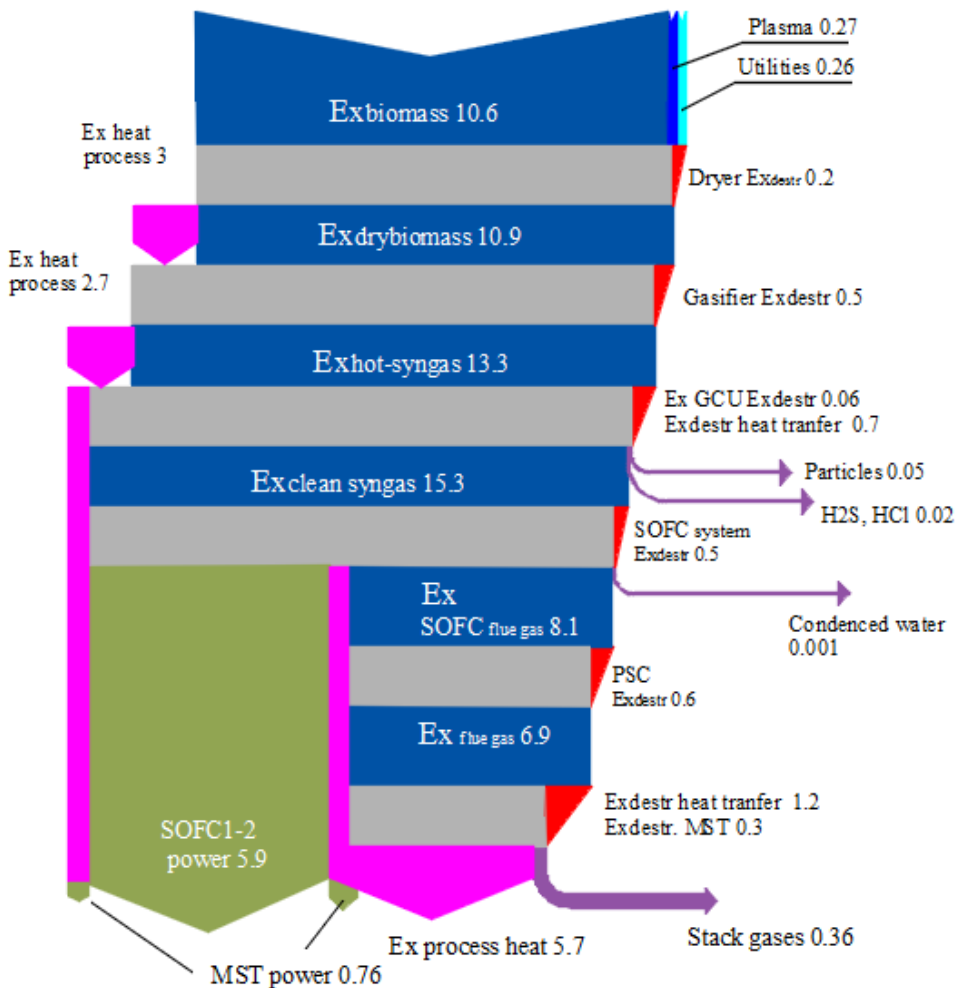 Plasma 0.27
Utilities 0.26
Exbiomass 10.6
Ex heat
process 3
Dryer Exdestr 0.2
Exdrybiomass 10.9
Ex heat
process 2.7
Gasifier Exdestr 0.5
Exhot-syngas 13.3
Ex GCU Exdestr 0.06
Exdestr heat tranfer 0.7
Particles 0.05
Exclean syngas 15.3
H2S, HCl 0.02
SOFC system
Exdestr 0.5
Ex
SOFC flue gas 8.1
Condenced water
0.001
PSC
Exdestr 0.6
Ex flue gas 6.9
Exdestr heat tranfer 1.2
Exdestr. MST 0.3
SOFC1-2
power 5.9
Stack gases 0.36
Ex process heat 5.7
MST power 0.76